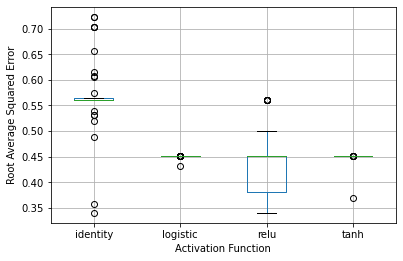 0.70
0.65
0.60
0.55
0.50
0.45
0.40
0.35
Root Average Squared Error
identity logistic relu tanh
Activation Function